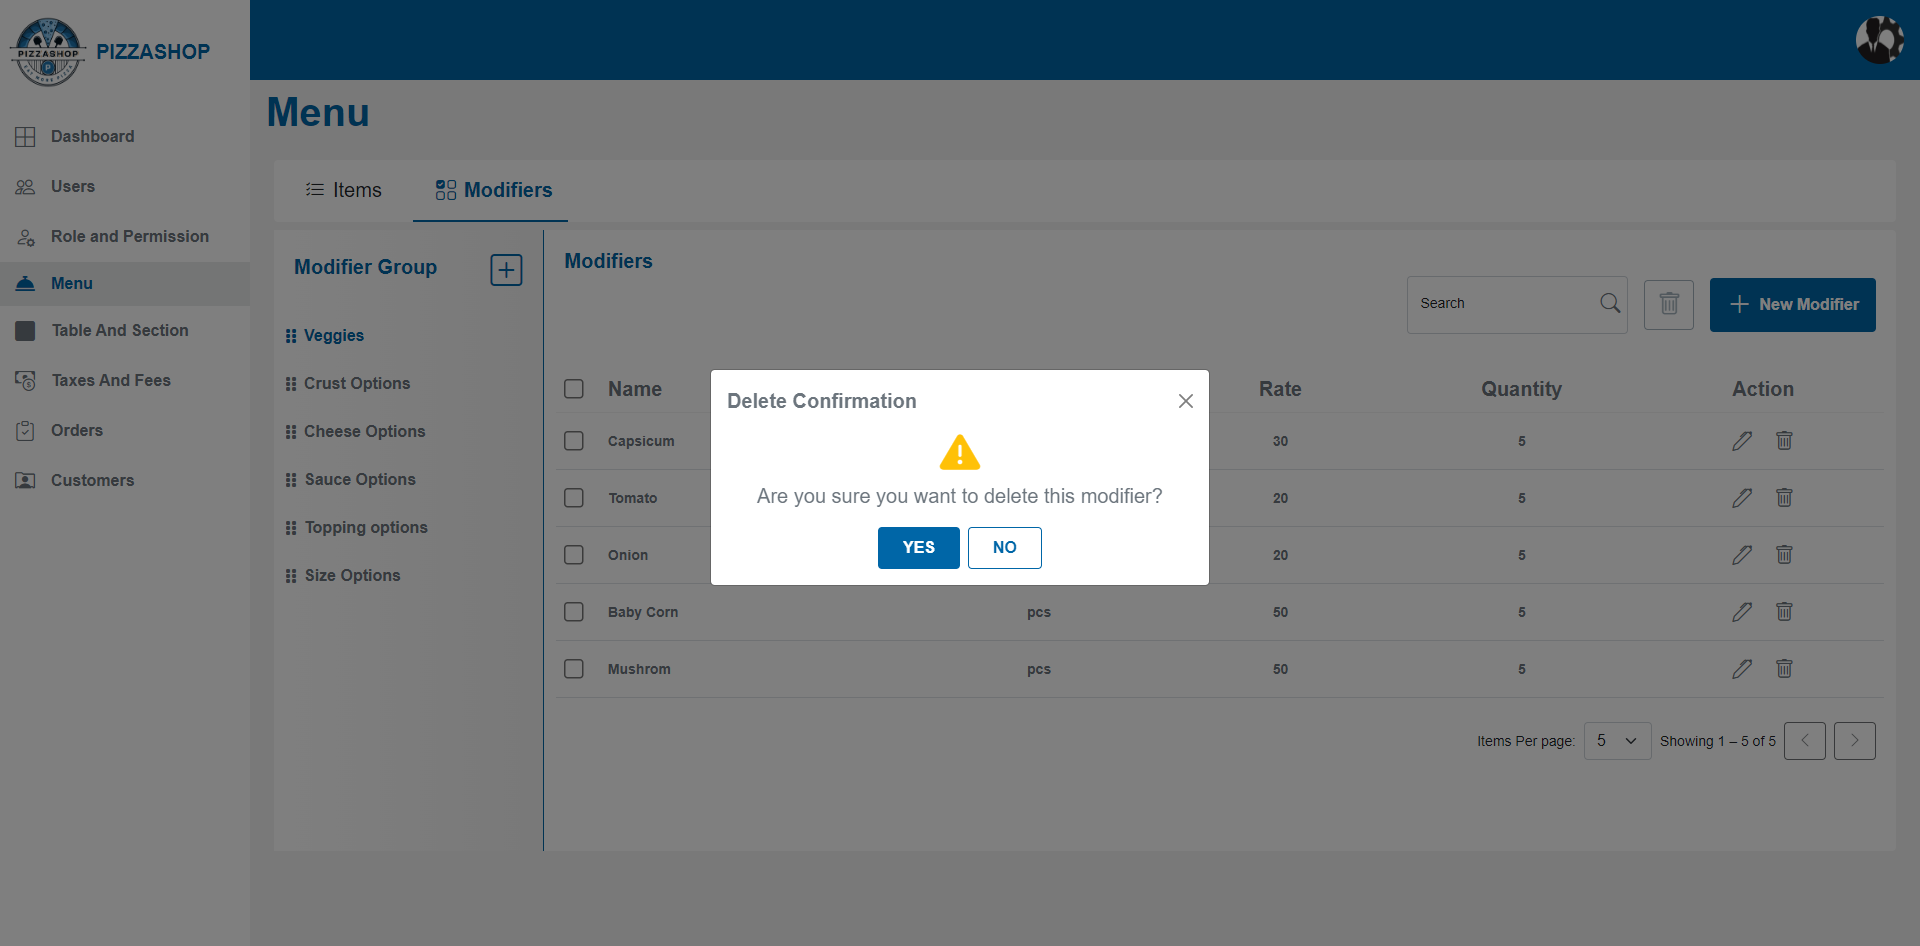 PIZZASHOP
EAT MORE PIZZA
PIZZASHOP
Dashboard
Users
Role and Permission
Menu
Table And Section
Taxes And Fees
Orders
Customers
Menu
Items
Modifiers
Modifier Group
Veggies
Crust Options
Cheese Options
Sauce Options
Topping options
Size Options
Modifiers
Search
New Modifier
Name Rate Quantity Action
Capsicum 30 5
Tomato 20 5
Onion 20 5
Baby Corn pcs 50 5
Mushrom pcs 50 5
Items Per page: 5 Showing 1 – 5 of 5
Delete Confirmation
Are you sure you want to delete this modifier?
YES
NO